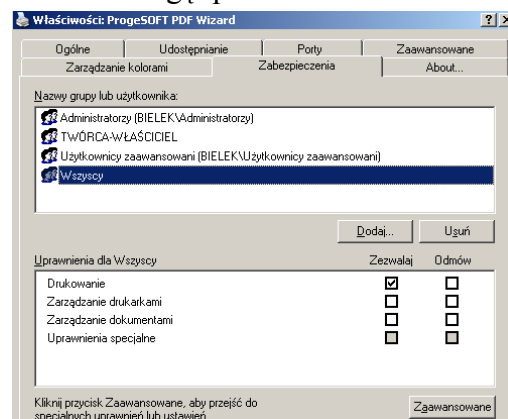 Właściwości: ProgeSOFT PDF Wizard
Ogólne Udostępnianie Porty Zaawansowane
Zarządzanie kolorami Zabezpieczenia About...
Nazwy grupy lub użytkownika:
Administratorzy (BIELEK\Administratorzy)
TWÓRCA-WŁAŚCICIEL
Użytkownicy zaawansowani (BIELEK\Użytkownicy zaawansowani)
Wszyscy
Dodaj... Usuń
Uprawnienia dla Wszyscy Zezwalaj Odmów
Drukowanie
Zarządzanie drukarkami
Zarządzanie dokumentami
Uprawnienia specjalne
Kliknij przycisk Zaawansowane, aby przejść do
specjalnych uprawnień lub ustawień Zaawansowane